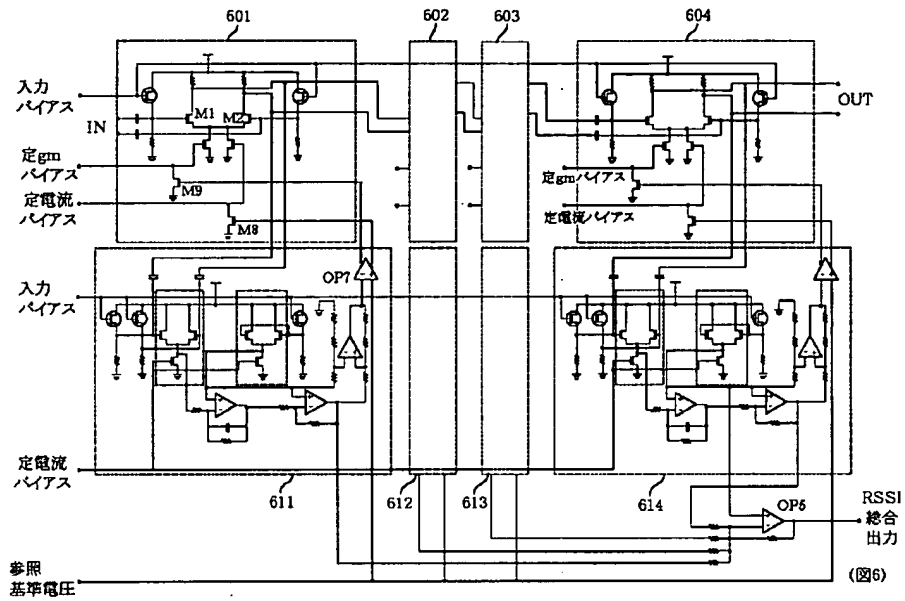 601
602
603
604
入力
バイアス
M1
M2
IN
OUT
定gm
バイアス
M9
定電流
バイアス
M8
定gmバイアス
定電流バイアス
OP7
入力
バイアス
定電流
バイアス
611
612
613
614
OP5
RSSI
総合
出力
参照
基準電圧
(図6)